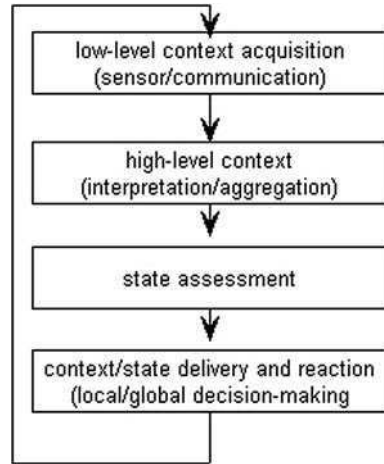 low-level context acquisition
(sensor/communication)
high-level context
(interpretation/aggregation)
state assessment
context/state delivery and reaction
(local/global decision-making